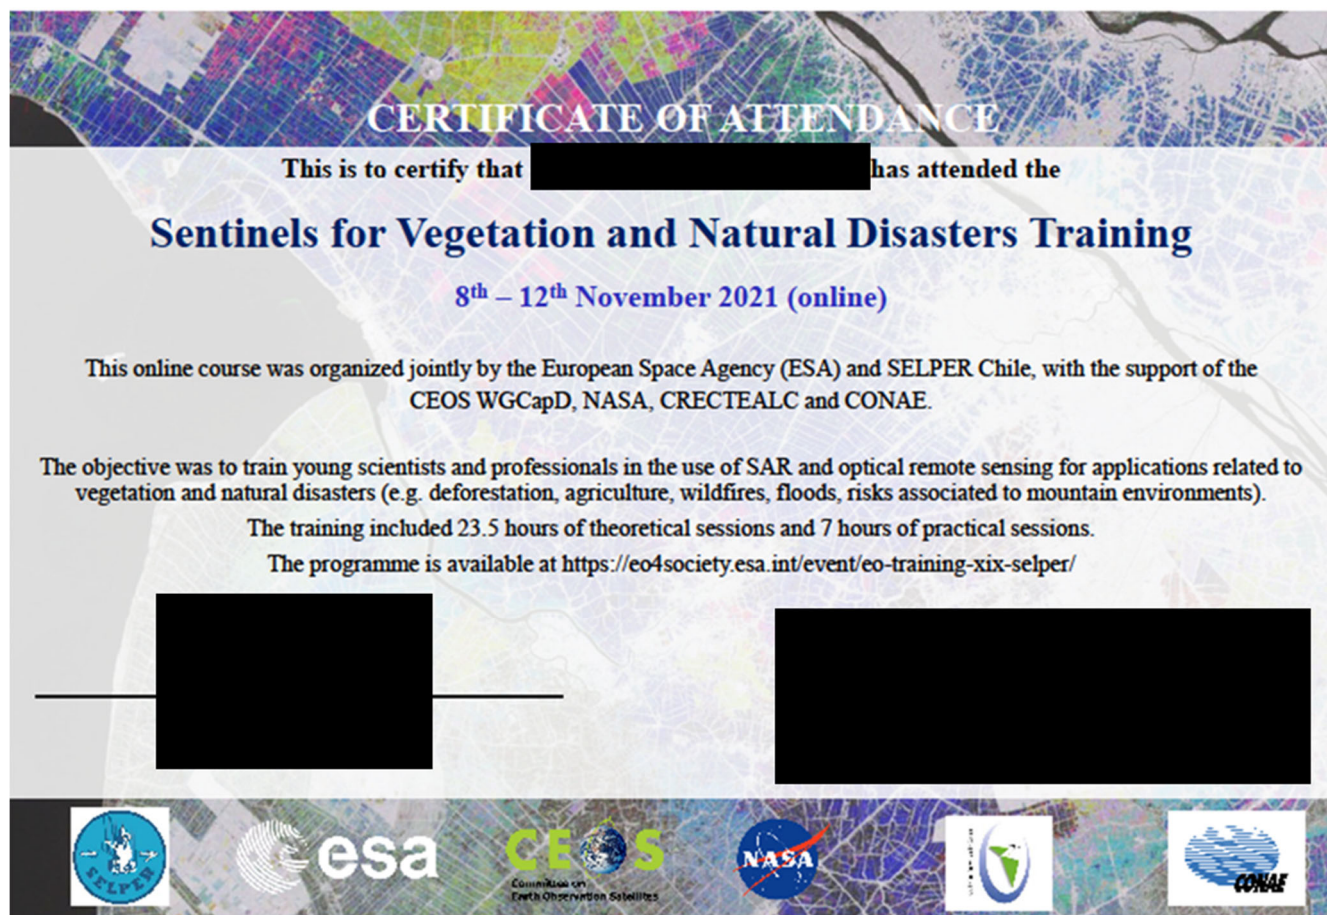 CERTIFICATE OF ATTENDANCE
This is to certify that has attended the
Sentinels for Vegetation and Natural Disasters Training
8th – 12th November 2021 (online)
This online course was organized jointly by the European Space Agency (ESA) and SELPER Chile, with the support of the
CEOS WGCapD, NASA, CRECTEALC and CONAE.
The objective was to train young scientists and professionals in the use of SAR and optical remote sensing for applications related to
vegetation and natural disasters (e.g. deforestation, agriculture, wildfires, floods, risks associated to mountain environments).
The training included 23.5 hours of theoretical sessions and 7 hours of practical sessions.
The programme is available at https://eo4society.esa.int/event/eo-training-xix-selper/
SELPER
esa
CEOS
Committee on
Earth Observation Satellites
NASA
CONAE